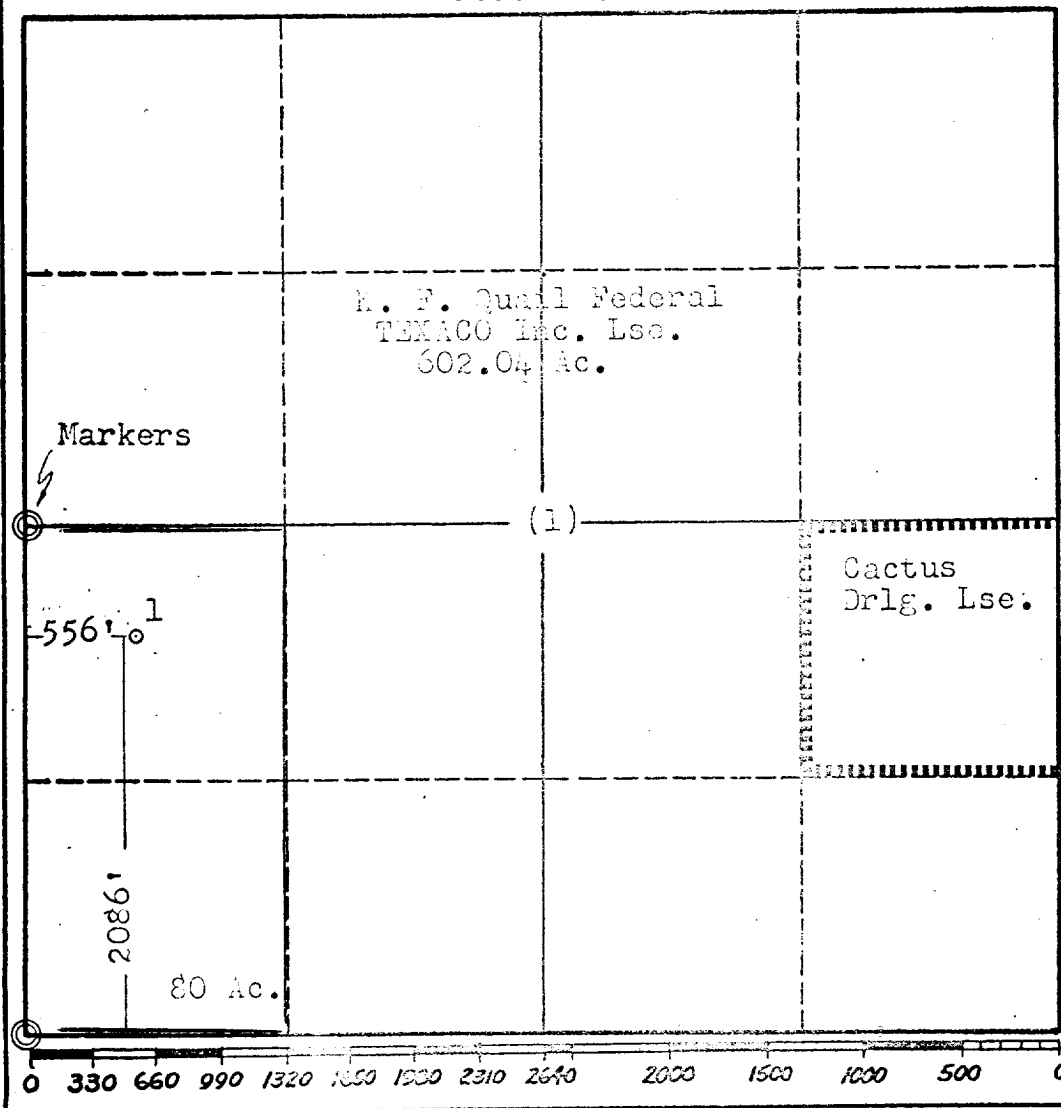 Quail Federal
TEXACO Inc. Lse.
602.04 Ac.
Markers
(1)
Cactus
Drlg. Lse.
556' 1
2086'
80 Ac.
0 330 660 990 1320 1650 1980 2310 2640 2000 1500 1000 500 0